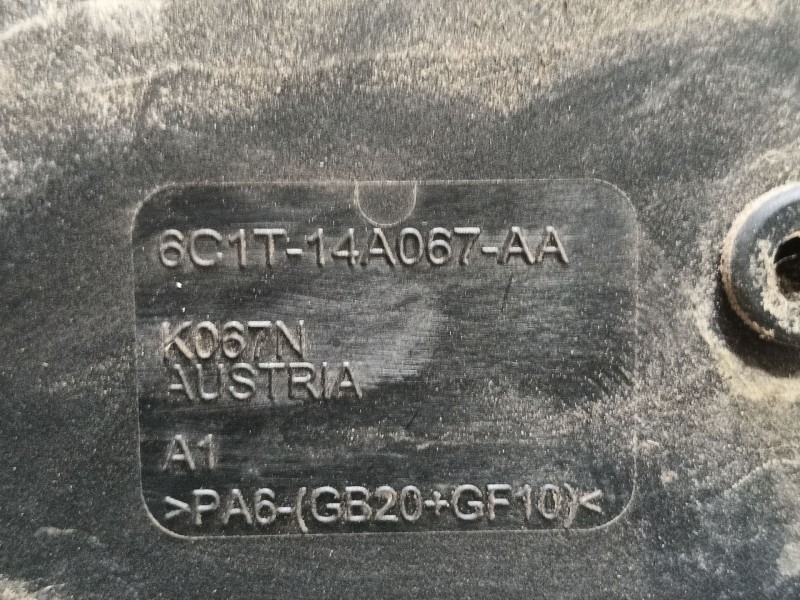 6C1T-14A067-AA
K067N
AUSTRIA
A1
>PA6-(GB20+GF10)<